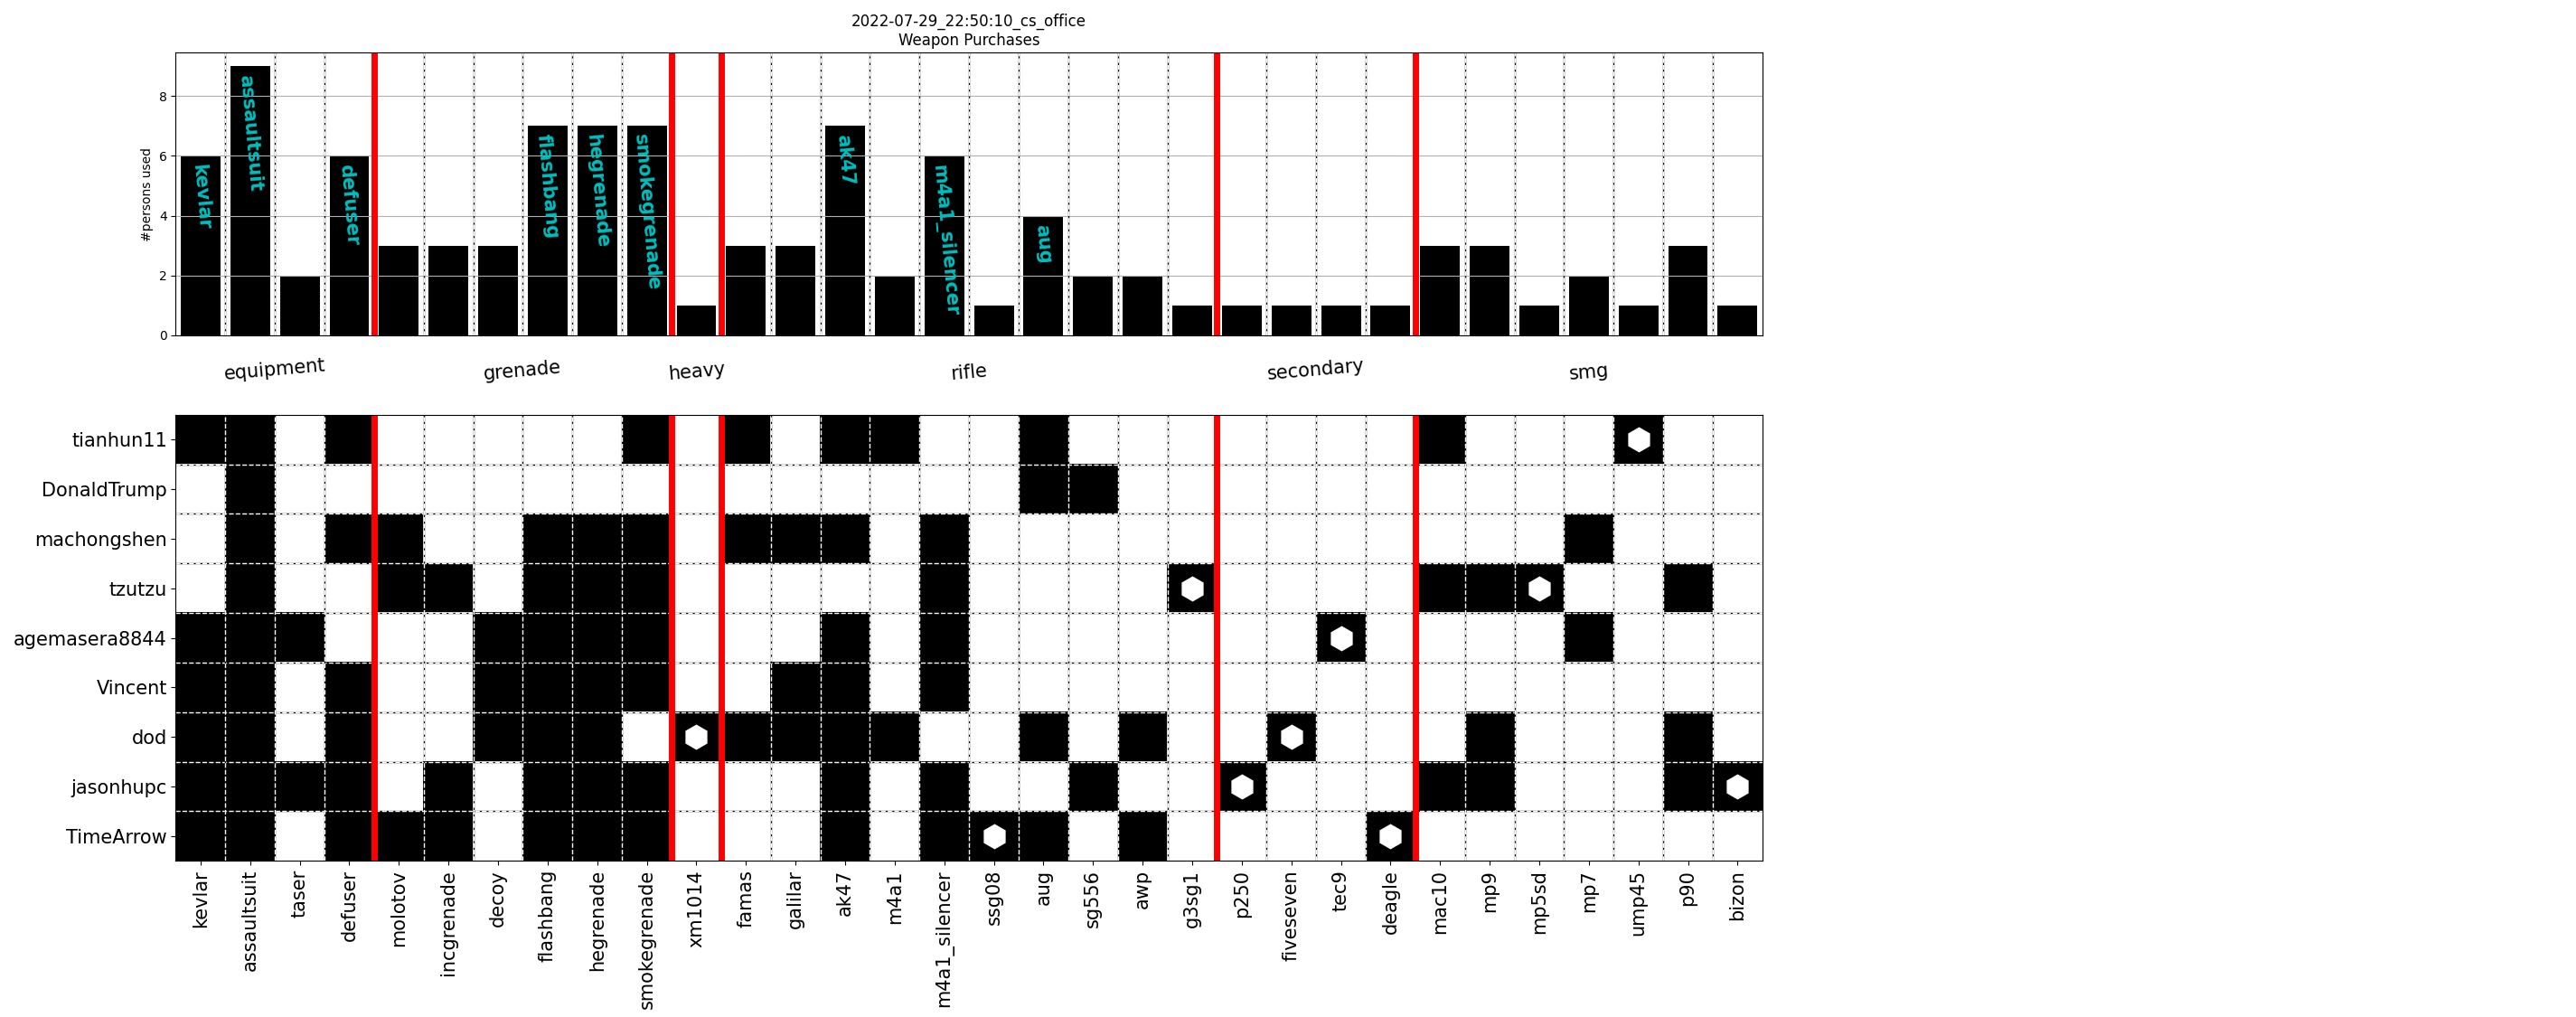 2022-07-29_22:50:10_cs_office
Weapon Purchases
#persons used
8
6
4
2
0
kevlar
assaultsuit
defuser
flashbang
hegrenade
smokegrenade
ak47
m4a1_silencer
aug
equipment
grenade
heavy
rifle
secondary
smg
tianhun11
DonaldTrump
machongshen
tzutzu
agemasera8844
Vincent
dod
jasonhupc
TimeArrow
kevlar
assaultsuit
taser
defuser
molotov
incgrenade
decoy
flashbang
hegrenade
smokegrenade
xm1014
famas
galilar
ak47
m4a1
m4a1_silencer
ssg08
aug
sg556
awp
g3sg1
p250
fiveseven
tec9
deagle
mac10
mp9
mp5sd
mp7
ump45
p90
bizon